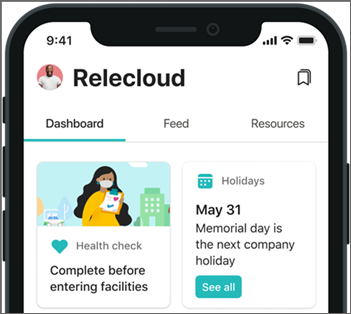 9:41
Relecloud
Dashboard Feed Resources
Health check
Complete before
entering facilities
Holidays
May 31
Memorial day is
the next company
holiday
See all